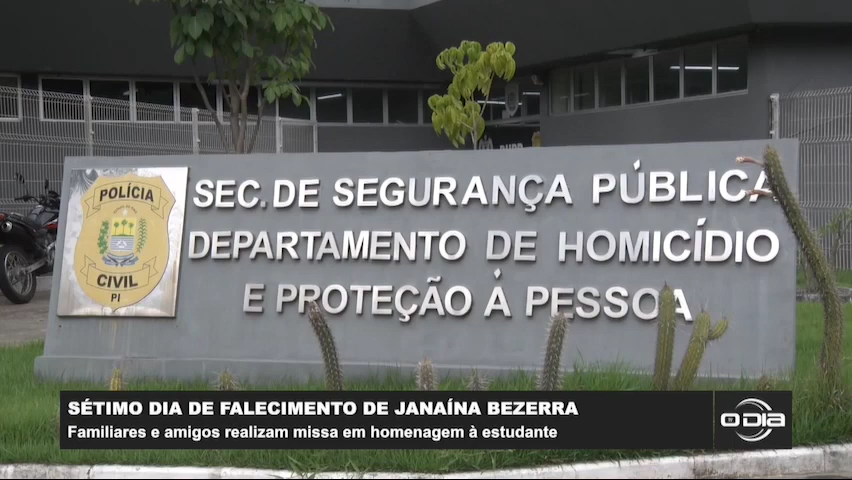 POLÍCIA
CIVIL
PI
SEC. DE SEGURANÇA PÚBLICA
DEPARTAMENTO DE HOMICÍDIO
E PROTEÇÃO À PESSOA
SÉTIMO DIA DE FALECIMENTO DE JANAÍNA BEZERRA
Familiares e amigos realizam missa em homenagem à estudante
O DIA